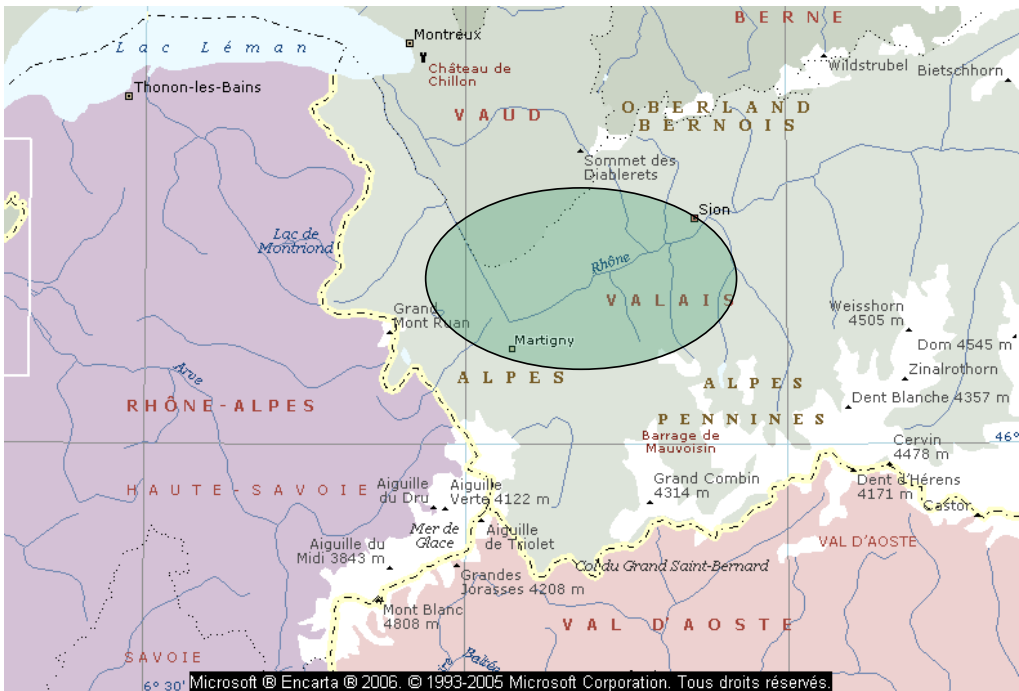 BERNE
Lac Léman
Montreux
Château de
Chillon
Wildstrubel
Bietschhorn
Thonon-les-Bains
VAUD
OBERLAND
BERNOIS
Sommet des
Diablerets
Sion
Lac de
Montriond
Rhône
VALAIS
Grand
Mont Ruan
Weisshorn
4505 m
Dom 4545 m
Martigny
Arve
Zinalrothorn
ALPES
ALPES
PENNINES
Dent Blanche 4357 m
RHÔNE-ALPES
Barrage de
Mauvoisin
Cervin
4478 m
46°
HAUTE-SAVOIE
Aiguille
du Dru
Aiguille
Verte 4122 m
Grand Combin
4314 m
Dent d'Hérens
4171 m
Castor
Mer de
Glace
Aiguille
de Triolet
Aiguille du
Midi 3843 m
VAL D'AOSTE
Col du Grand Saint-Bernard
Grandes
Jorasses 4208 m
Mont Blanc
4808 m
VAL D'AOSTE
SAVOIE
6° 30'
Microsoft ® Encarta ® 2006. © 1993-2005 Microsoft Corporation. Tous droits réservés.